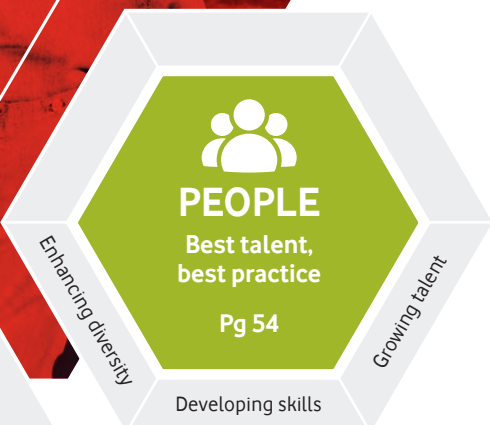 PEOPLE
Best talent,
best practice
Pg 54
Enhancing diversity
Developing skills
Growing talent